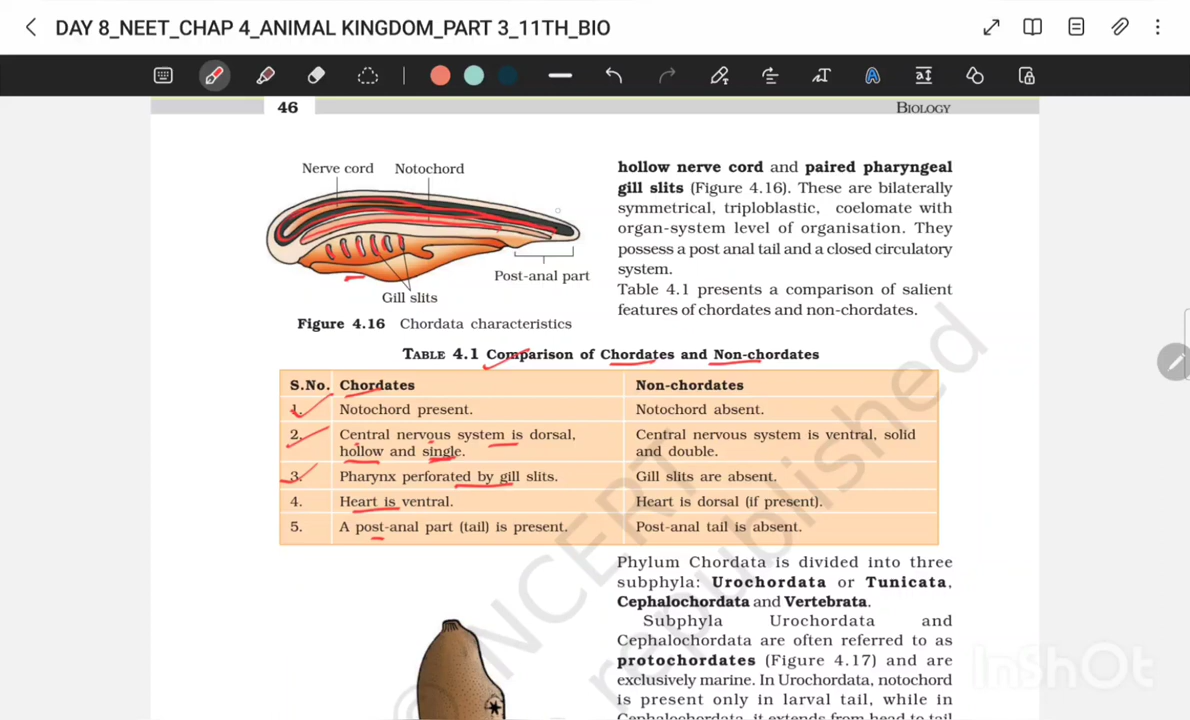 DAY 8_NEET_CHAP 4_ANIMAL KINGDOM_PART 3_11TH_BIO
46
BIOLOGY
Nerve cord Notochord
Post-anal part
Gill slits
Figure 4.16 Chordata characteristics
hollow nerve cord and paired pharyngeal
gill slits (Figure 4.16). These are bilaterally
symmetrical, triploblastic, coelomate with
organ-system level of organisation. They
possess a post anal tail and a closed circulatory
system.
Table 4.1 presents a comparison of salient
features of chordates and non-chordates.
TABLE 4.1 Comparison of Chordates and Non-chordates
S.No. Chordates Non-chordates
1. Notochord present. Notochord absent.
2. Central nervous system is dorsal, Central nervous system is ventral, solid
hollow and single. and double.
3. Pharynx perforated by gill slits. Gill slits are absent.
4. Heart is ventral. Heart is dorsal (if present).
5. A post-anal part (tail) is present. Post-anal tail is absent.
Phylum Chordata is divided into three
subphyla: Urochordata or Tunicata,
Cephalochordata and Vertebrata.
Subphyla Urochordata and
Cephalochordata are often referred to as
protochordates (Figure 4.17) and are
exclusively marine. In Urochordata, notochord
is present only in larval tail, while in
Cephalochordata, it extends from head to tail
© NCERT
republished
InShOt